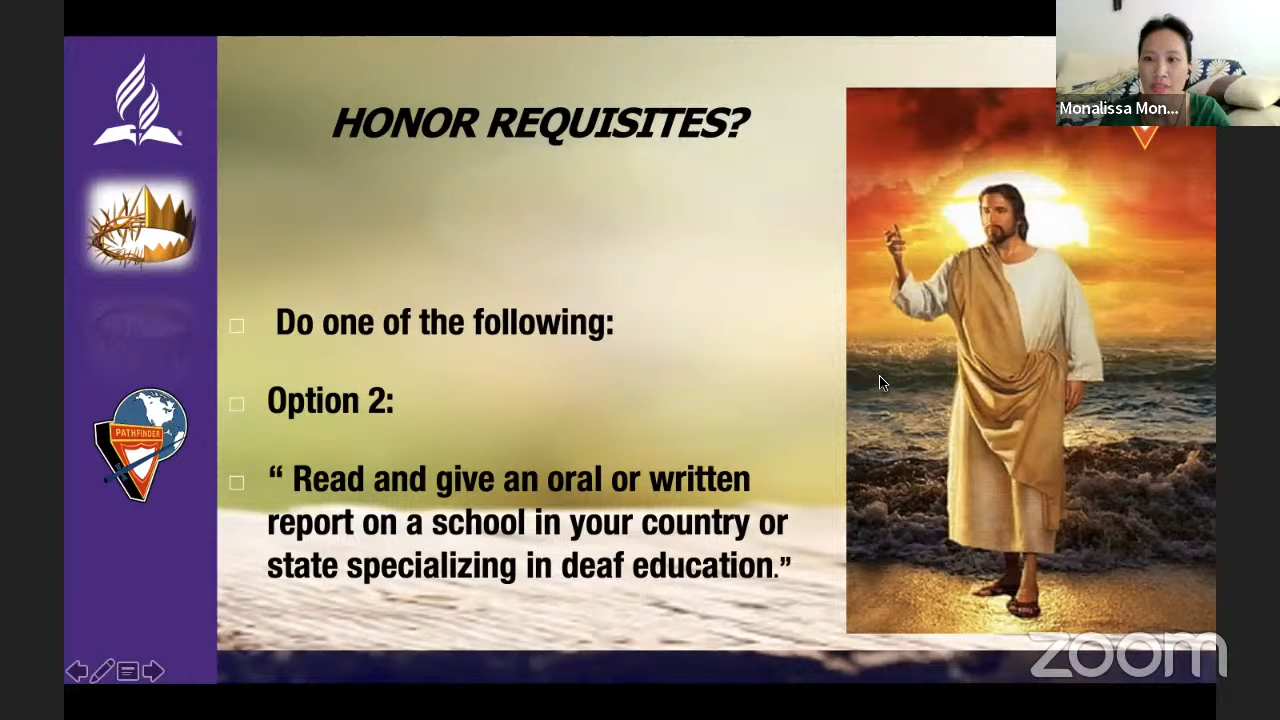 Monalissa Mon...
HONOR REQUISITES?
Do one of the following:
Option 2:
“ Read and give an oral or written
report on a school in your country or
state specializing in deaf education.”
PATHFINDER
zoom